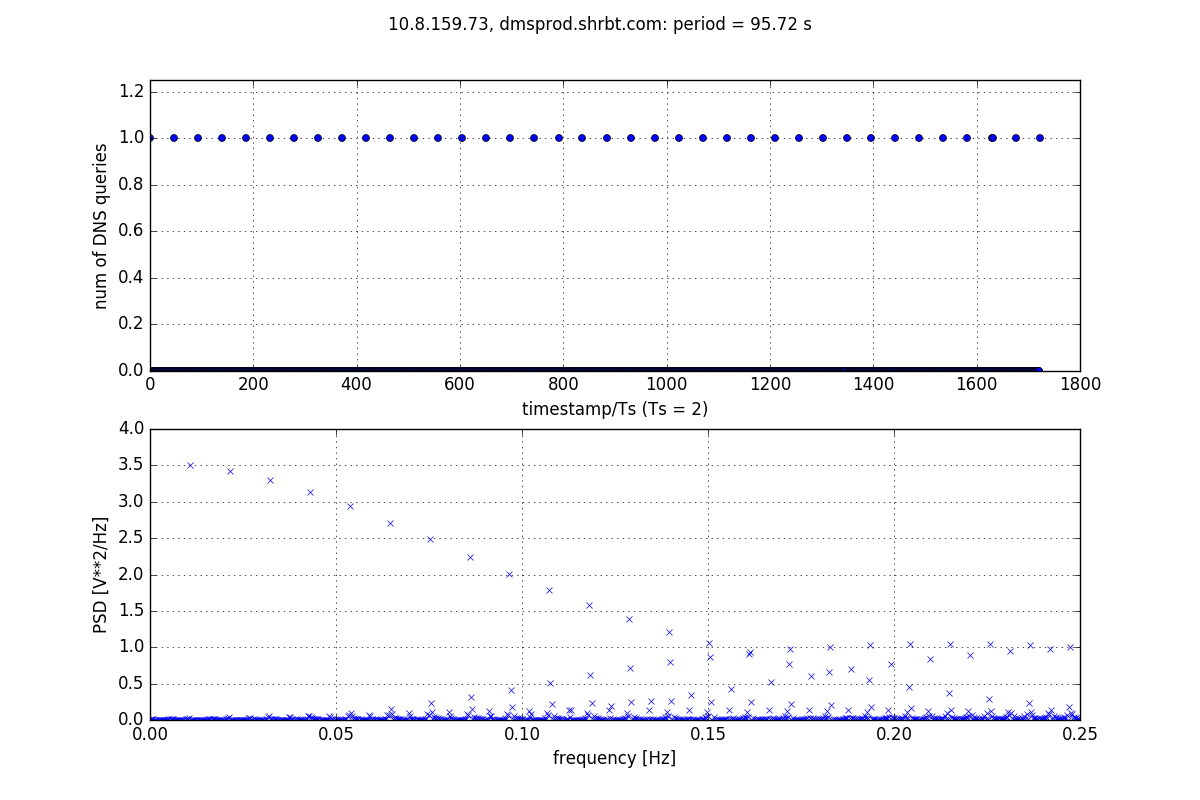 10.8.159.73, dmsprod.shrbt.com: period = 95.72 s
num of DNS queries
1.2
1.0
0.8
0.6
0.4
0.2
0.0
0 200 400 600 800 1000 1200 1400 1600 1800
timestamp/Ts (Ts = 2)
PSD [V**2/Hz]
4.0
3.5
3.0
2.5
2.0
1.5
1.0
0.5
0.0
0.00 0.05 0.10 0.15 0.20 0.25
frequency [Hz]